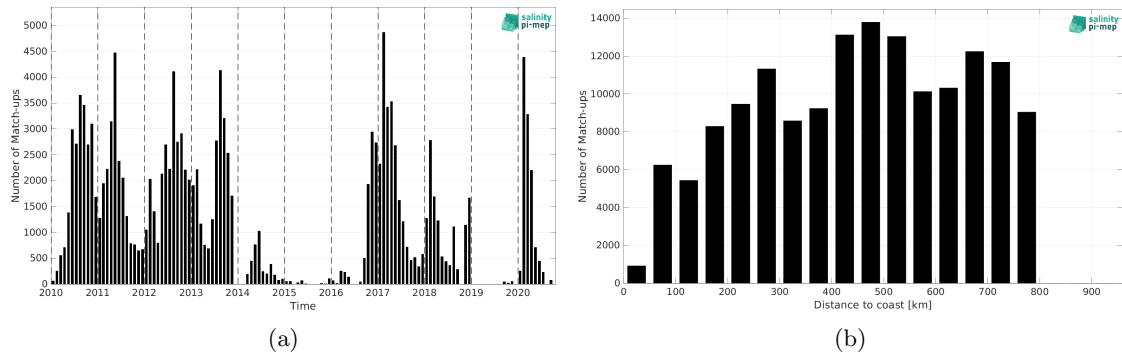 salinity
pi-mep
5000
4500
4000
3500
3000
2500
2000
1500
1000
500
0
Number of Match-ups
2010 2011 2012 2013 2014 2015 2016 2017 2018 2019 2020
Time
(a)
salinity
pi-mep
14000
12000
10000
8000
6000
4000
2000
0
Number of Match-ups
0 100 200 300 400 500 600 700 800 900
Distance to coast [km]
(b)